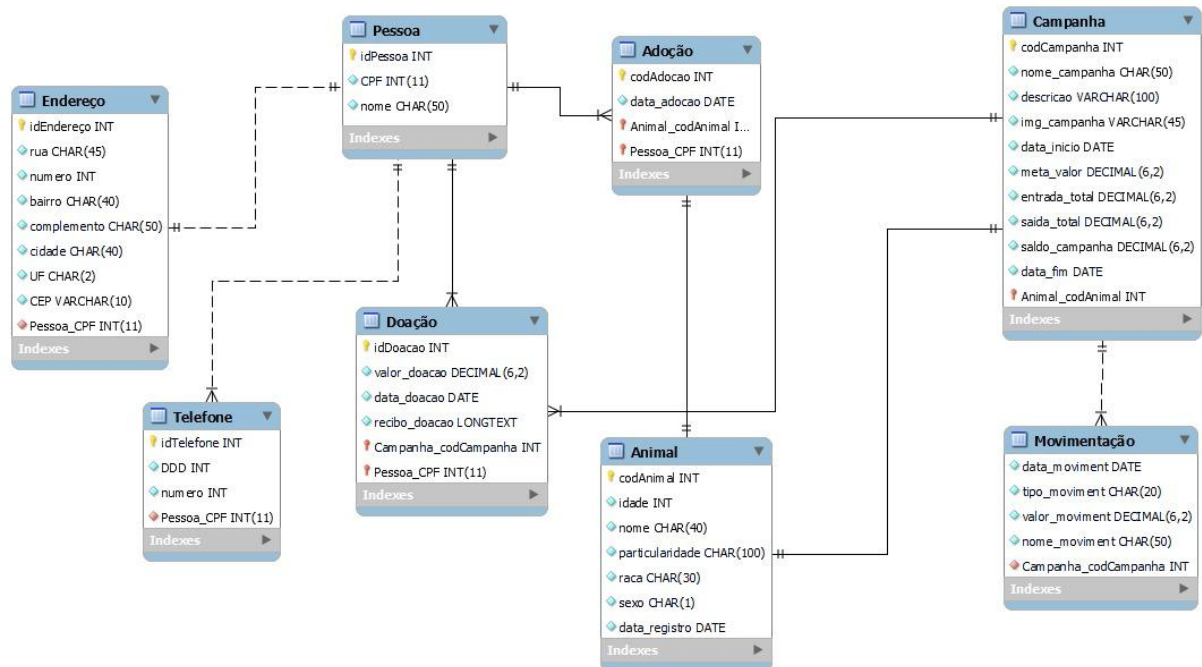 Pessoa
idPessoa INT
CPF INT(11)
nome CHAR(50)
Indexes
Endereço
idEndereço INT
rua CHAR(45)
numero INT
bairro CHAR(40)
complemento CHAR(50)
cidade CHAR(40)
UF CHAR(2)
CEP VARCHAR(10)
Pessoa_CPF INT(11)
Indexes
Telefone
idTelefone INT
DDD INT
numero INT
Pessoa_CPF INT(11)
Indexes
Doação
idDoacao INT
valor_doacao DECIMAL(6,2)
data_doacao DATE
recibo_doacao LONGTEXT
Campanha_codCampanha INT
Pessoa_CPF INT(11)
Indexes
Adoção
codAdocao INT
data_adocao DATE
Animal_codAnimal I...
Pessoa_CPF INT(11)
Indexes
Animal
codAnimal INT
idade INT
nome CHAR(40)
particularidade CHAR(100)
raca CHAR(30)
sexo CHAR(1)
data_registro DATE
Indexes
Campanha
codCampanha INT
nome_campanha CHAR(50)
descricao VARCHAR(100)
img_campanha VARCHAR(45)
data_inicio DATE
meta_valor DECIMAL(6,2)
entrada_total DECIMAL(6,2)
saida_total DECIMAL(6,2)
saldo_campanha DECIMAL(6,2)
data_fim DATE
Animal_codAnimal INT
Indexes
Movimentação
data_moviment DATE
tipo_moviment CHAR(20)
valor_moviment DECIMAL(6,2)
nome_moviment CHAR(50)
Campanha_codCampanha INT
Indexes